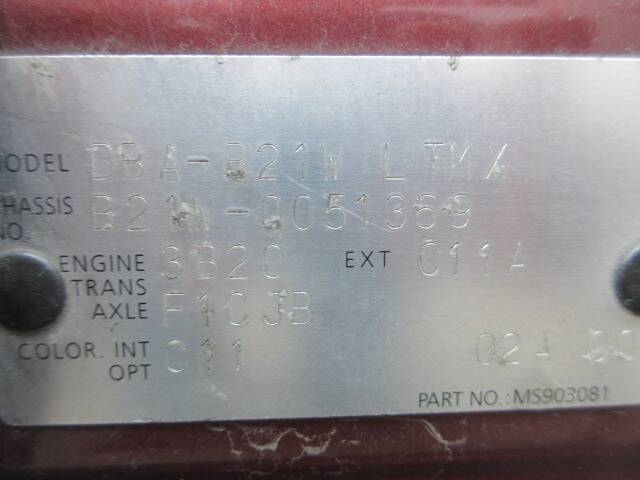 MODEL DBA-B21W LTMX
CHASSIS NO. B21W-0051369
ENGINE 3B20 EXT C11A
TRANS AXLE F1CJB
COLOR. INT C11 02A
OPT
PART NO.:MS903081